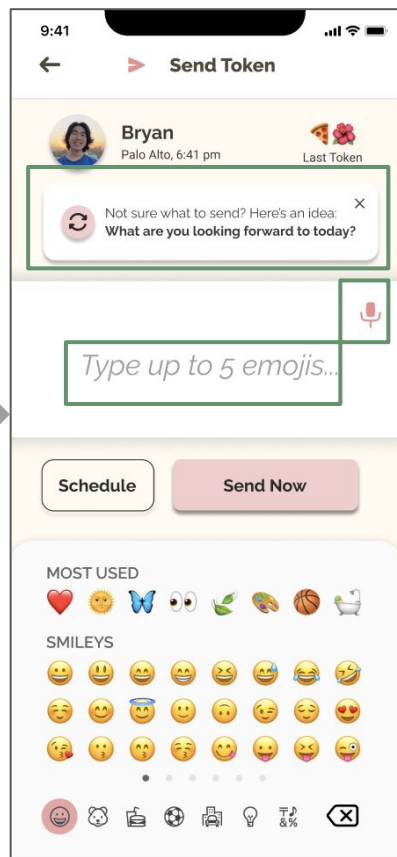 9:41
Send Token
Bryan
Palo Alto, 6:41 pm
Last Token
Not sure what to send? Here's an idea:
What are you looking forward to today?
Type up to 5 emojis...
Schedule
Send Now
MOST USED
SMILEYS
&%